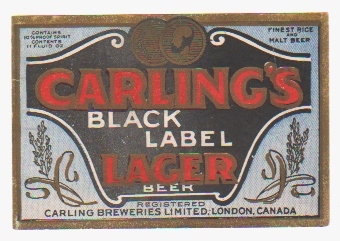 CONTAINS
10% PROOF SPIRIT
CONTENTS
11 FLUID OZ.
FINEST RICE
AND
MALT BEER
CARLING'S
BLACK
LABEL
LAGER
BEER
REGISTERED
CARLING BREWERIES LIMITED, LONDON, CANADA